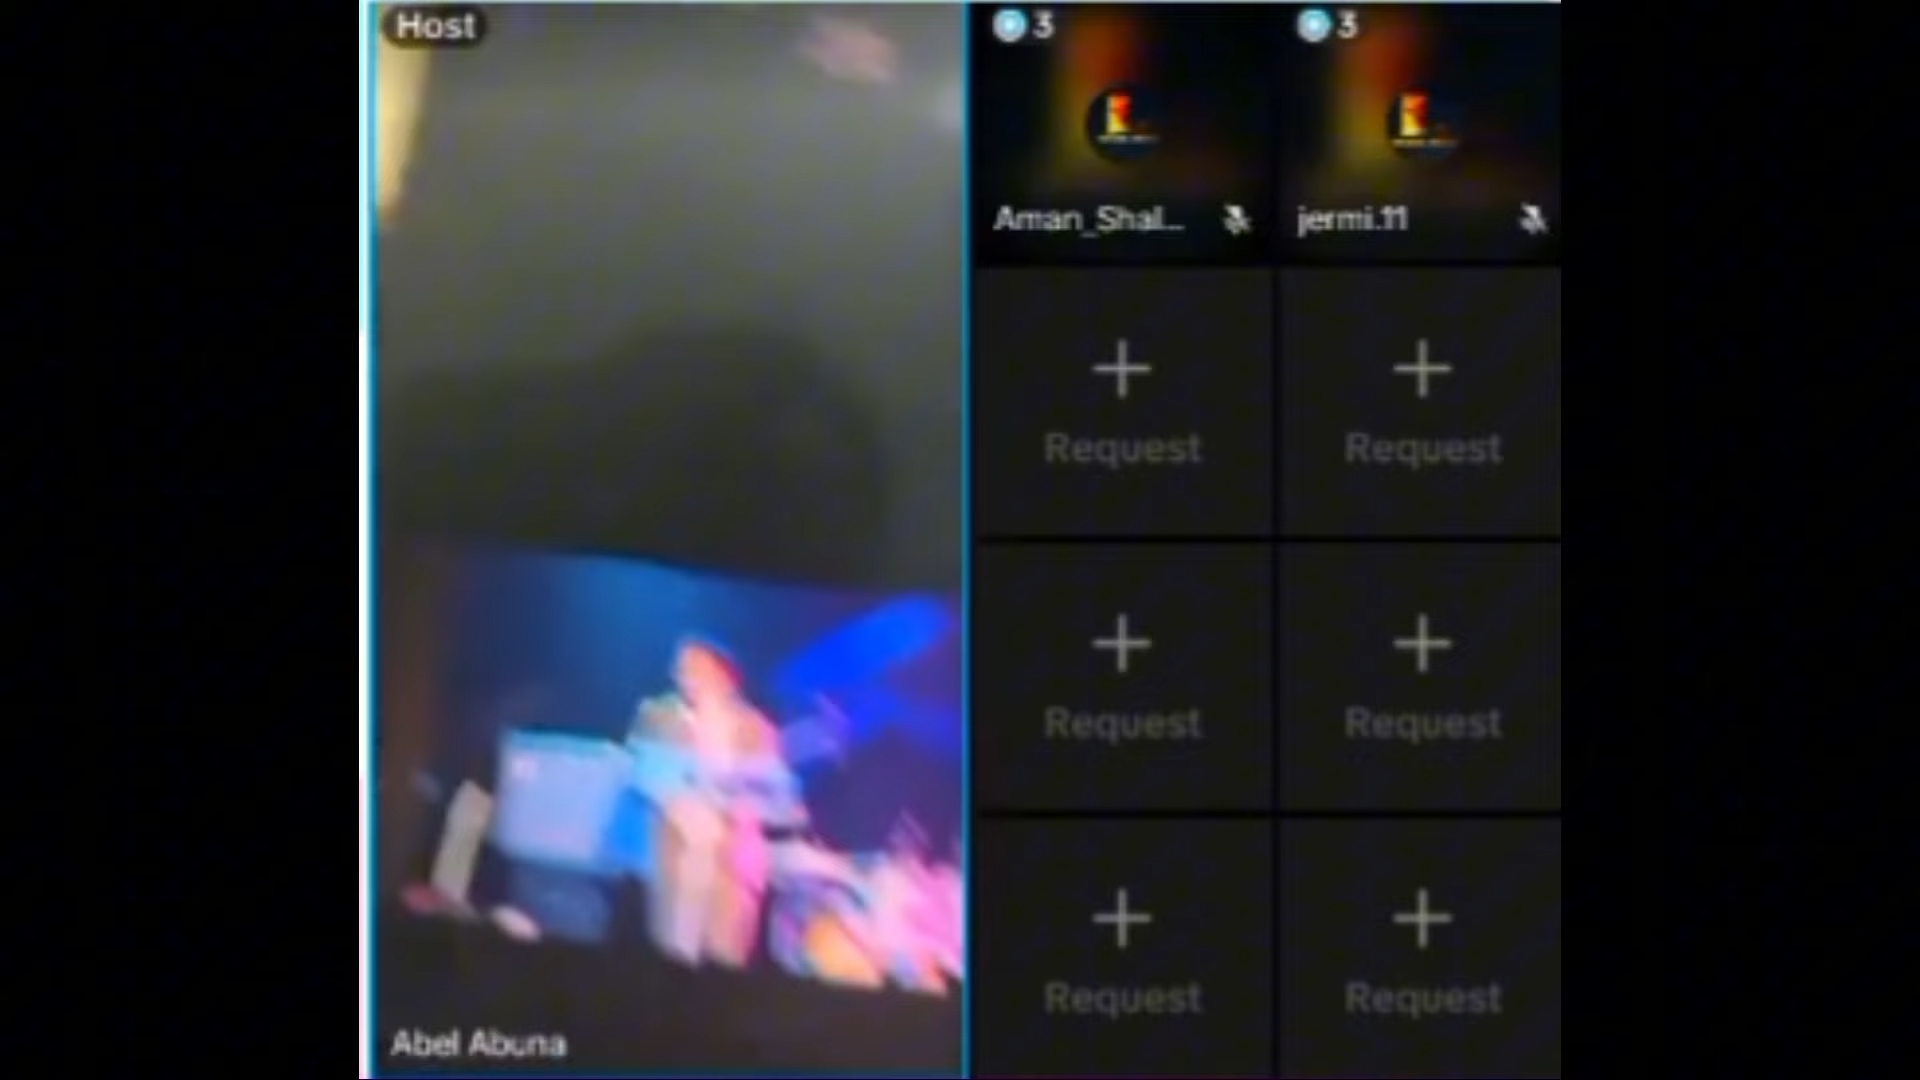 Host
3
3
Aman_Shal...
jermi.11
Request
Request
Request
Request
Request
Request
Abel Abuna